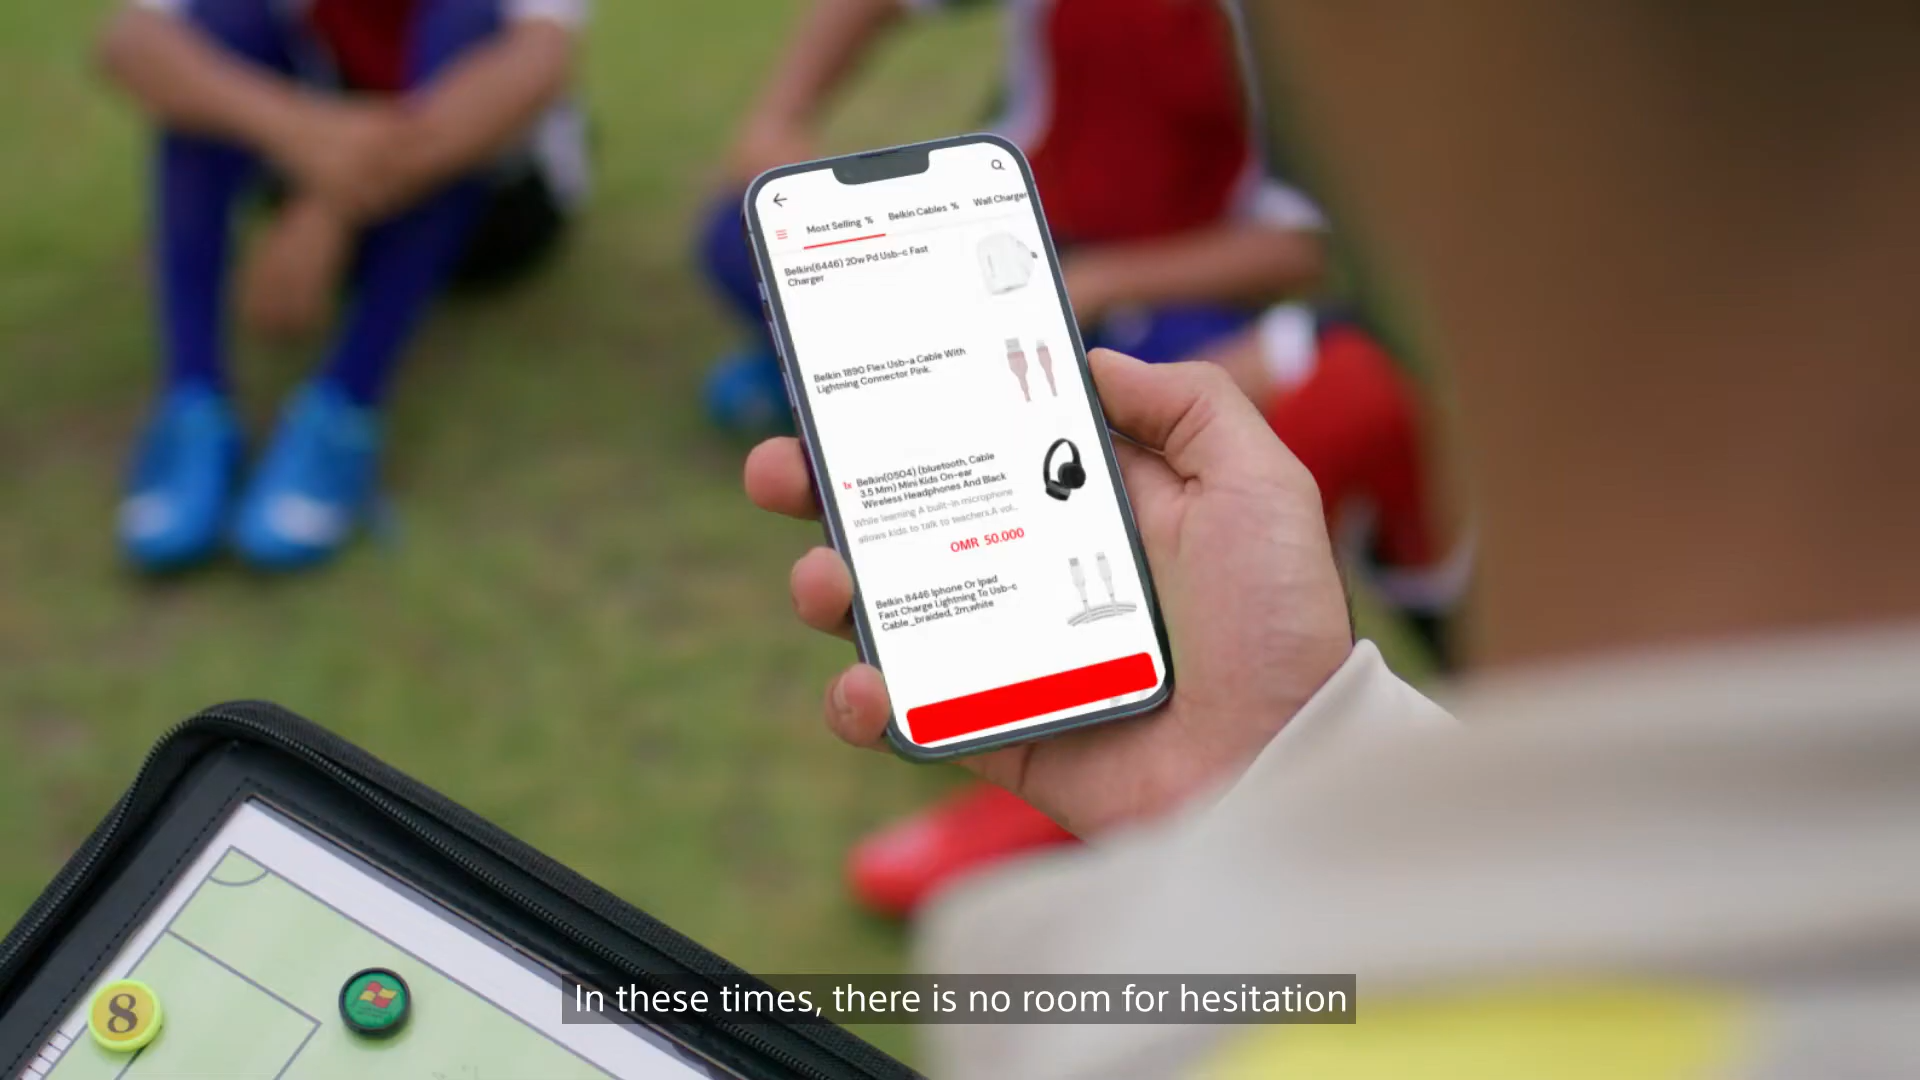 Most Selling %
Belkin Cables %
Wall Charger
Belkin(6446) 20w Pd Usb-c Fast
Charger
Belkin 1890 Flex Usb-a Cable With
Lightning Connector Pink.
1x Belkin(0504) (bluetooth, Cable
3.5 Mm) Mini Kids On-ear
Wireless Headphones And Black
While learning A built-in microphone
allows kids to talk to teachers.A vol...
OMR 50.000
Belkin 8446 Iphone Or Ipad
Fast Charge Lightning To Usb-c
Cable_braided, 2m,white
8
In these times, there is no room for hesitation